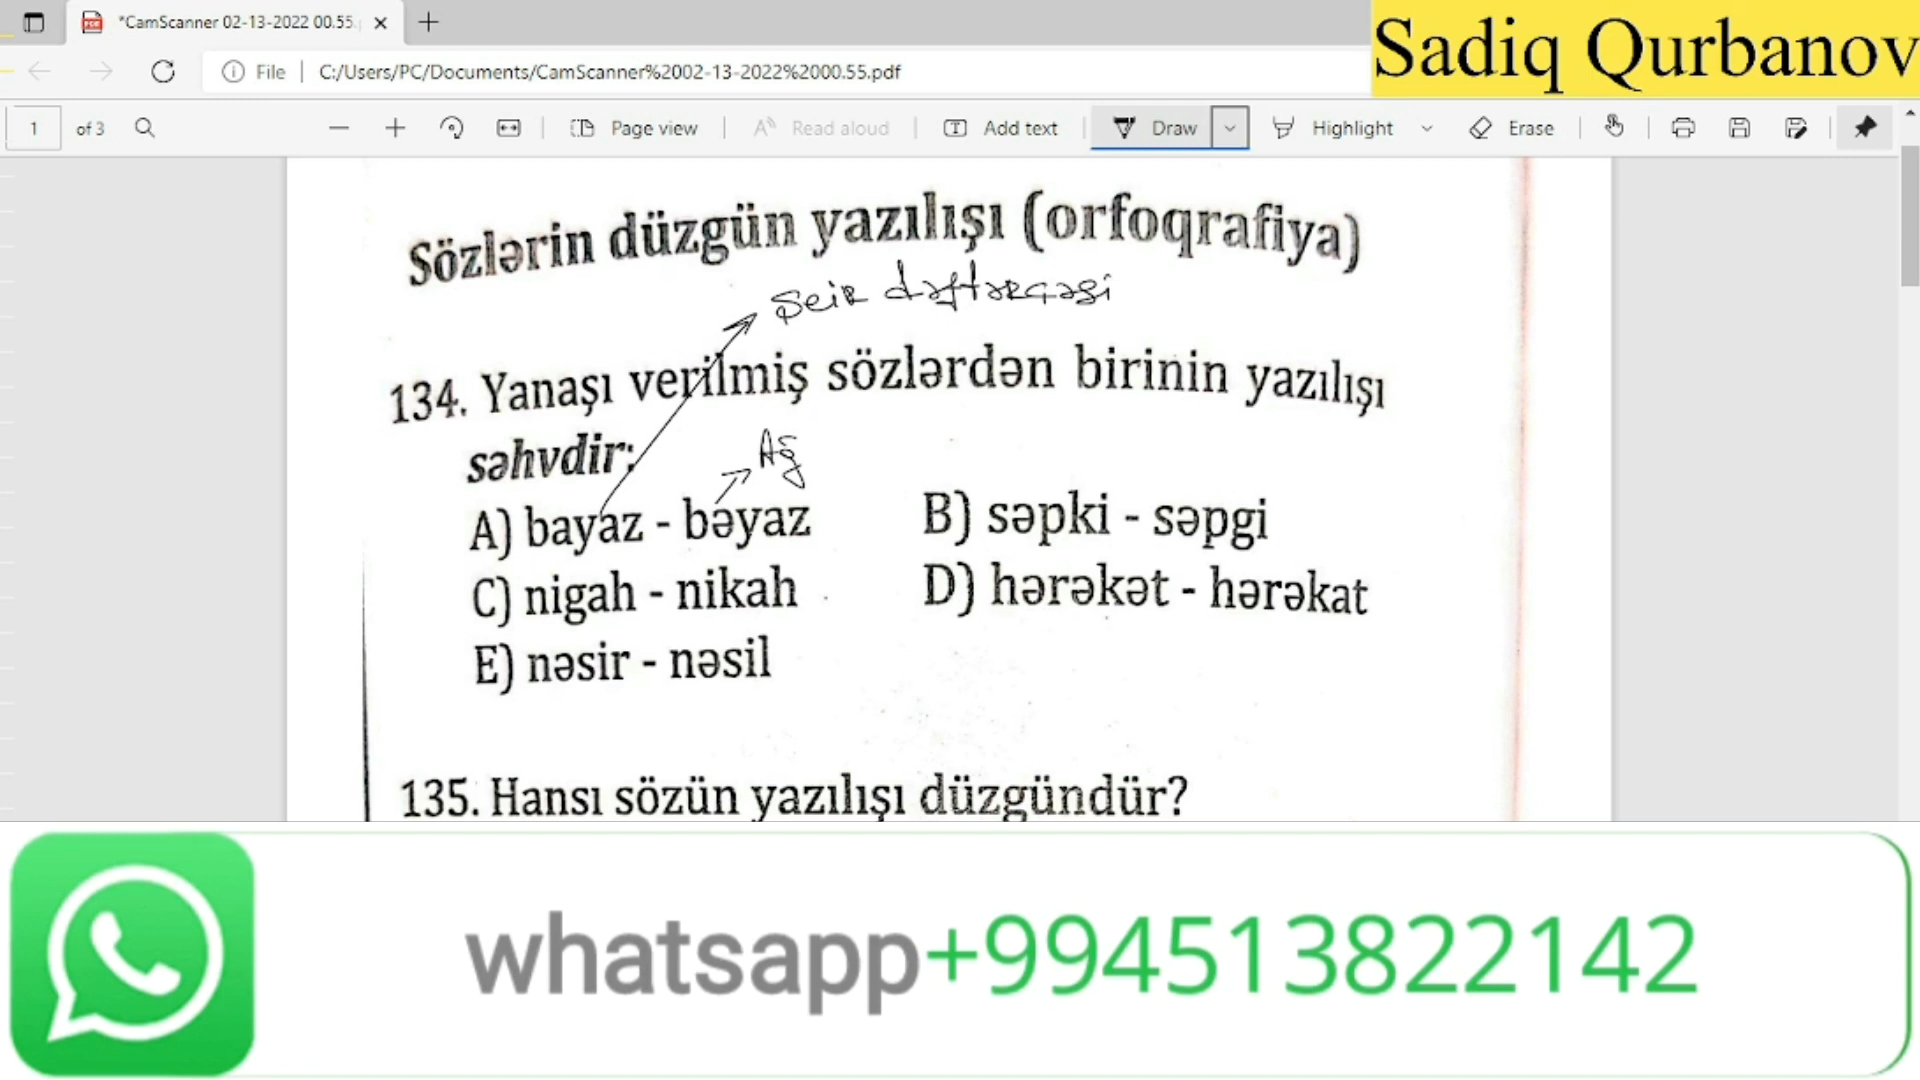 *CamScanner 02-13-2022 00.55.
Sadiq Qurbanov
File
C:/Users/PC/Documents/CamScanner%2002-13-2022%2000.55.pdf
1 of 3 Page view Read aloud Add text Draw Highlight Erase
Sözlərin düzgün yazılışı (orfoqrafiya)
Şeir dəftərçəsi
134. Yanaşı verilmiş sözlərdən birinin yazılışı
səhvdir:
Ağ
A) bayaz - bəyaz B) səpki - səpgi
C) nigah - nikah D) hərəkət - hərəkat
E) nəsir - nəsil
135. Hansı sözün yazılışı düzgündür?
whatsapp+994513822142